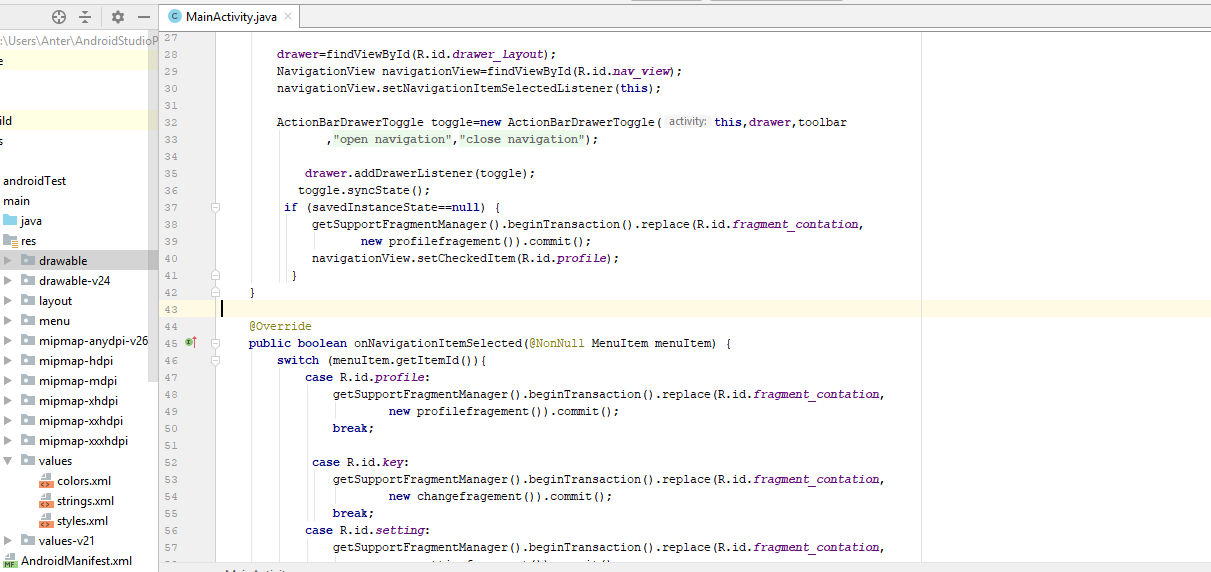 MainActivity.java
:\Users\Anter\AndroidStudioP
e
ild
s
androidTest
main
java
res
drawable
drawable-v24
layout
menu
mipmap-anydpi-v26
mipmap-hdpi
mipmap-mdpi
mipmap-xhdpi
mipmap-xxhdpi
mipmap-xxxhdpi
values
colors.xml
strings.xml
styles.xml
values-v21
AndroidManifest.xml
27
28 drawer=findViewById(R.id.drawer_layout);
29 NavigationView navigationView=findViewById(R.id.nav_view);
30 navigationView.setNavigationItemSelectedListener(this);
31
32 ActionBarDrawerToggle toggle=new ActionBarDrawerToggle( activity: this,drawer,toolbar
33 ,"open navigation","close navigation");
34
35 drawer.addDrawerListener(toggle);
36 toggle.syncState();
37 if (savedInstanceState==null) {
38 getSupportFragmentManager().beginTransaction().replace(R.id.fragment_contation,
39 new profilefragement()).commit();
40 navigationView.setCheckedItem(R.id.profile);
41 }
42 }
43
44 @Override
45 public boolean onNavigationItemSelected(@NonNull MenuItem menuItem) {
46 switch (menuItem.getItemId()){
47 case R.id.profile:
48 getSupportFragmentManager().beginTransaction().replace(R.id.fragment_contation,
49 new profilefragement()).commit();
50 break;
51
52 case R.id.key:
53 getSupportFragmentManager().beginTransaction().replace(R.id.fragment_contation,
54 new changefragement()).commit();
55 break;
56 case R.id.setting:
57 getSupportFragmentManager().beginTransaction().replace(R.id.fragment_contation,